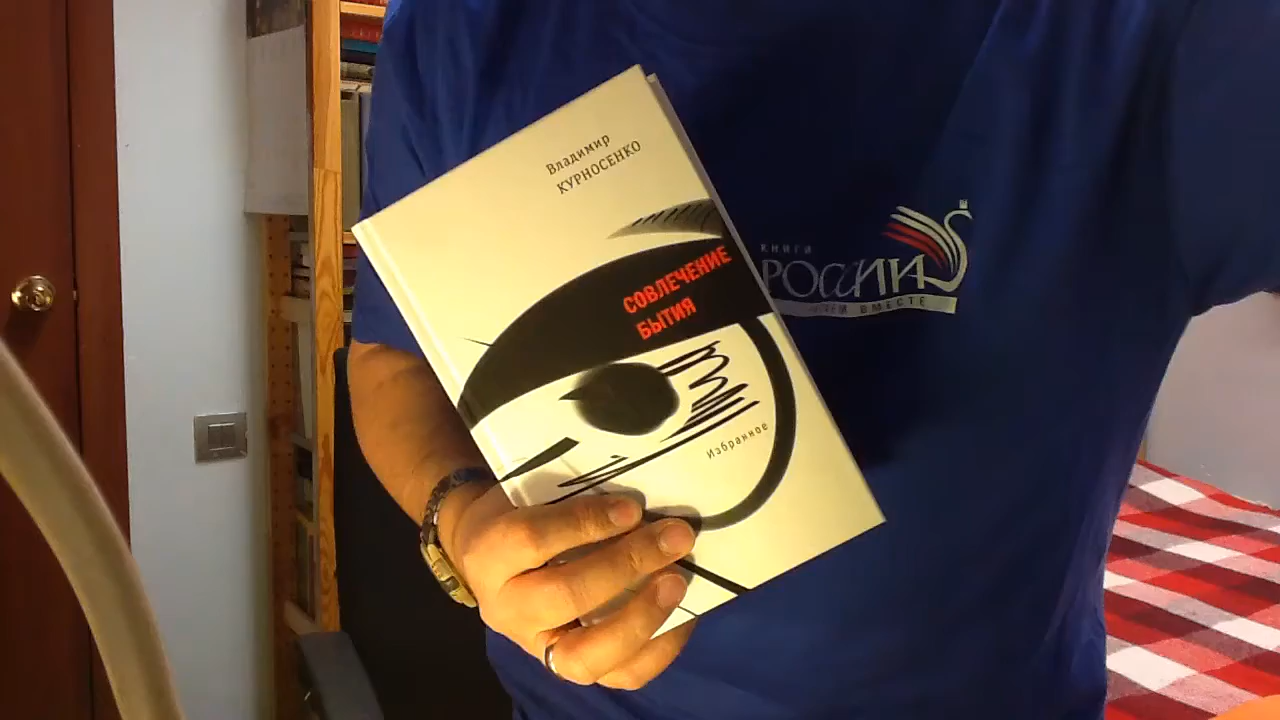 Владимир
КУРНОСЕНКО
СОВЛЕЧЕНИЕ
БЫТИЯ
Избранное
КНИГИ
РОССИИ
ВМЕСТЕ